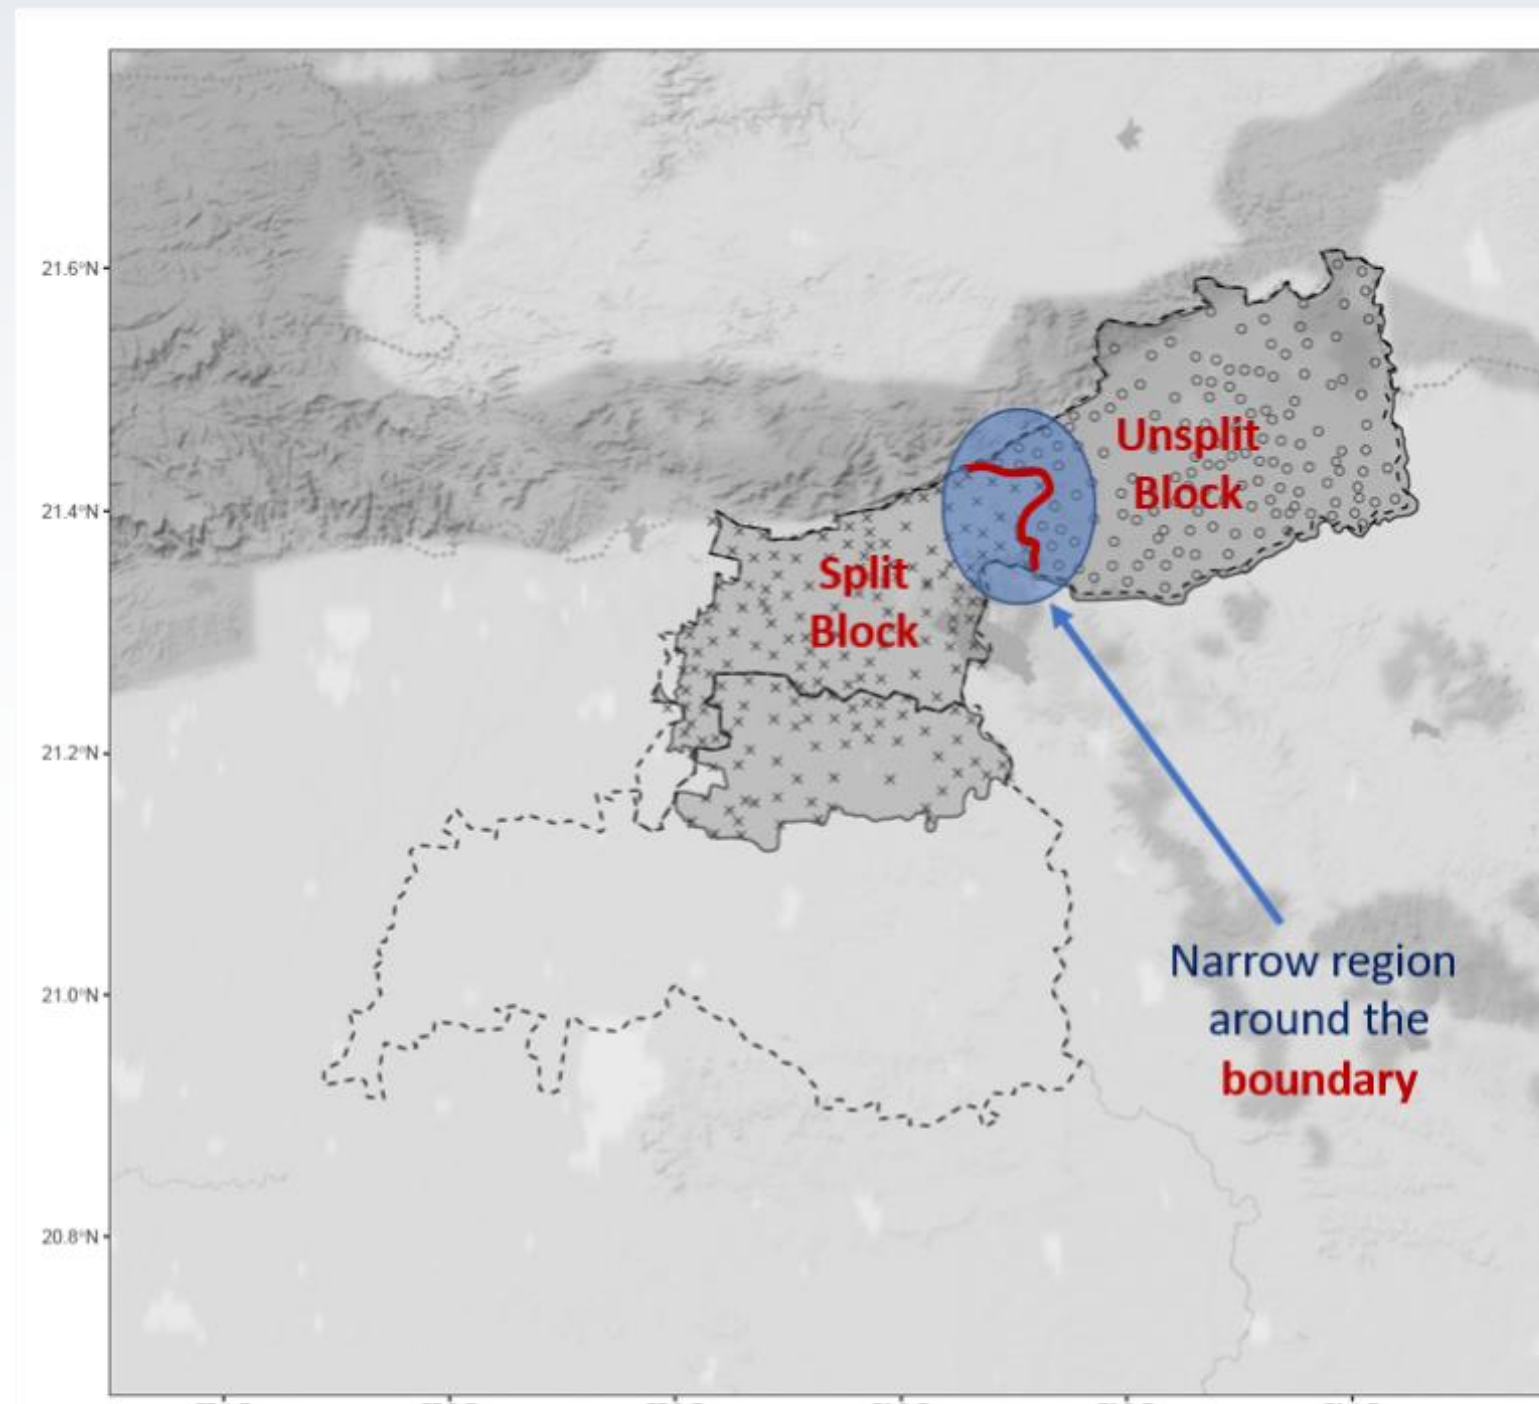 21.6°N
21.4°N
21.2°N
21.0°N
20.8°N
Unsplit
Block
Split
Block
Narrow region
around the
boundary